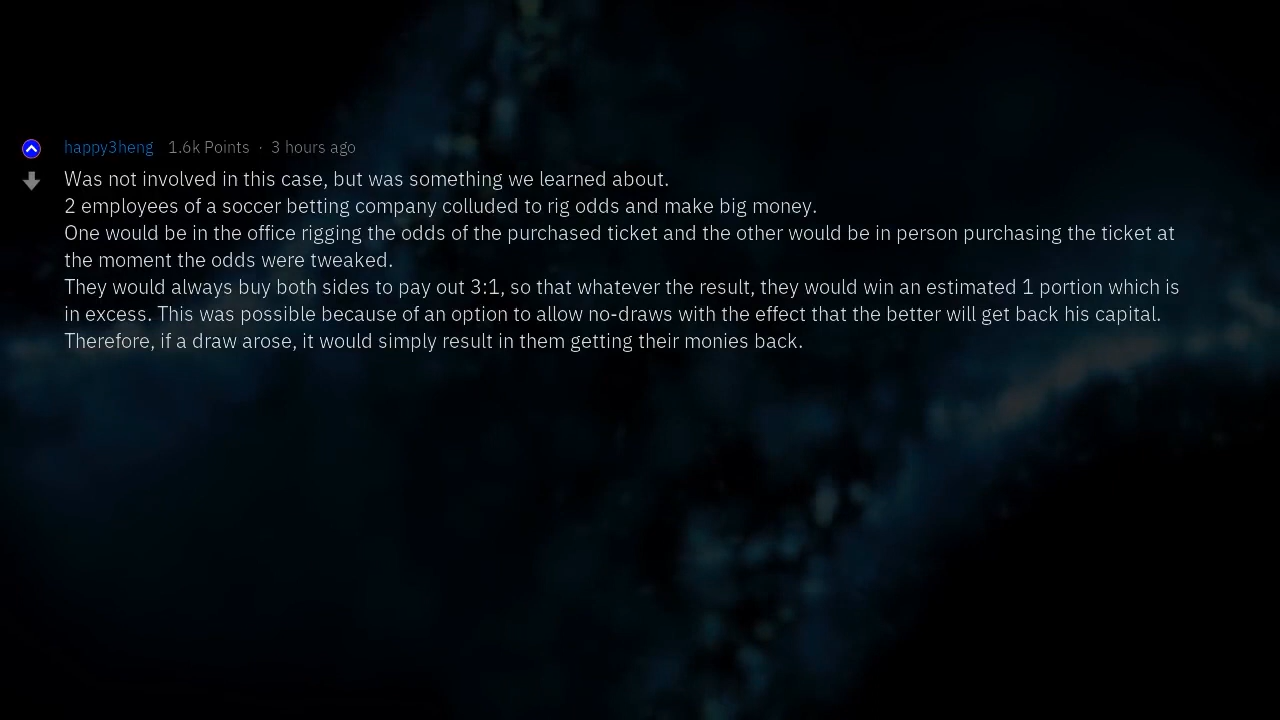 happy3heng 1.6k Points · 3 hours ago
Was not involved in this case, but was something we learned about.
2 employees of a soccer betting company colluded to rig odds and make big money.
One would be in the office rigging the odds of the purchased ticket and the other would be in person purchasing the ticket at
the moment the odds were tweaked.
They would always buy both sides to pay out 3:1, so that whatever the result, they would win an estimated 1 portion which is
in excess. This was possible because of an option to allow no-draws with the effect that the better will get back his capital.
Therefore, if a draw arose, it would simply result in them getting their monies back.